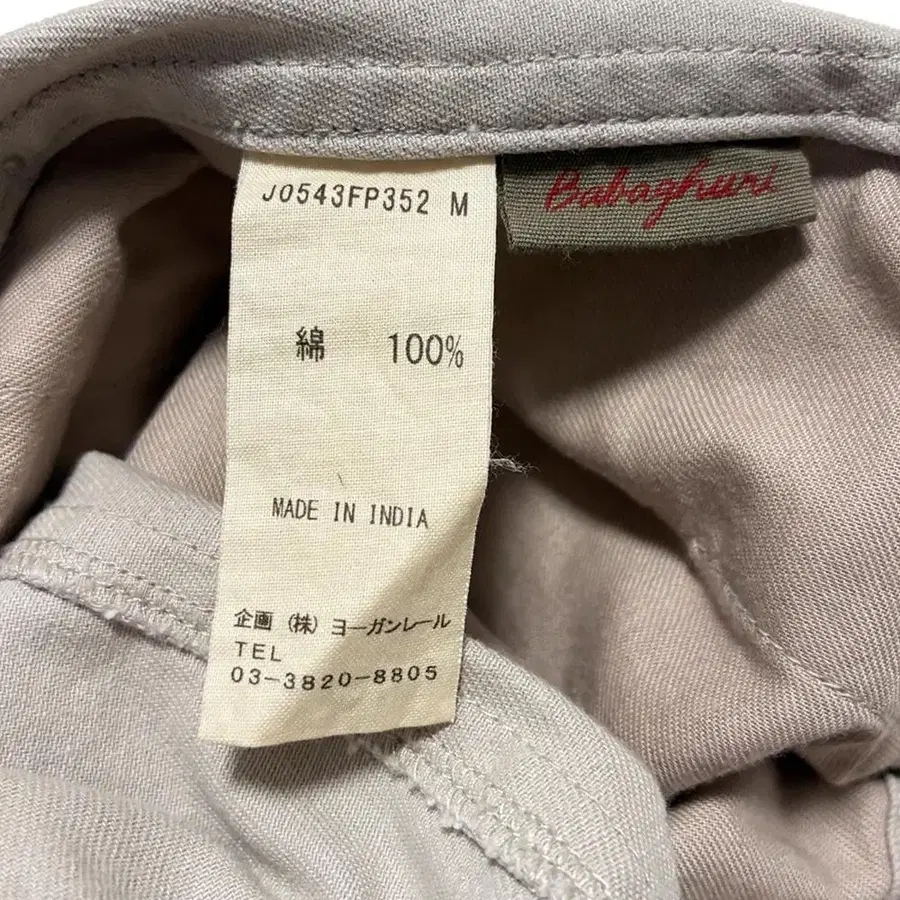 J0543FP352 M
Babaghuri
綿 100%
MADE IN INDIA
企画 (株) ヨーガンレール
TEL
03-3820-8805